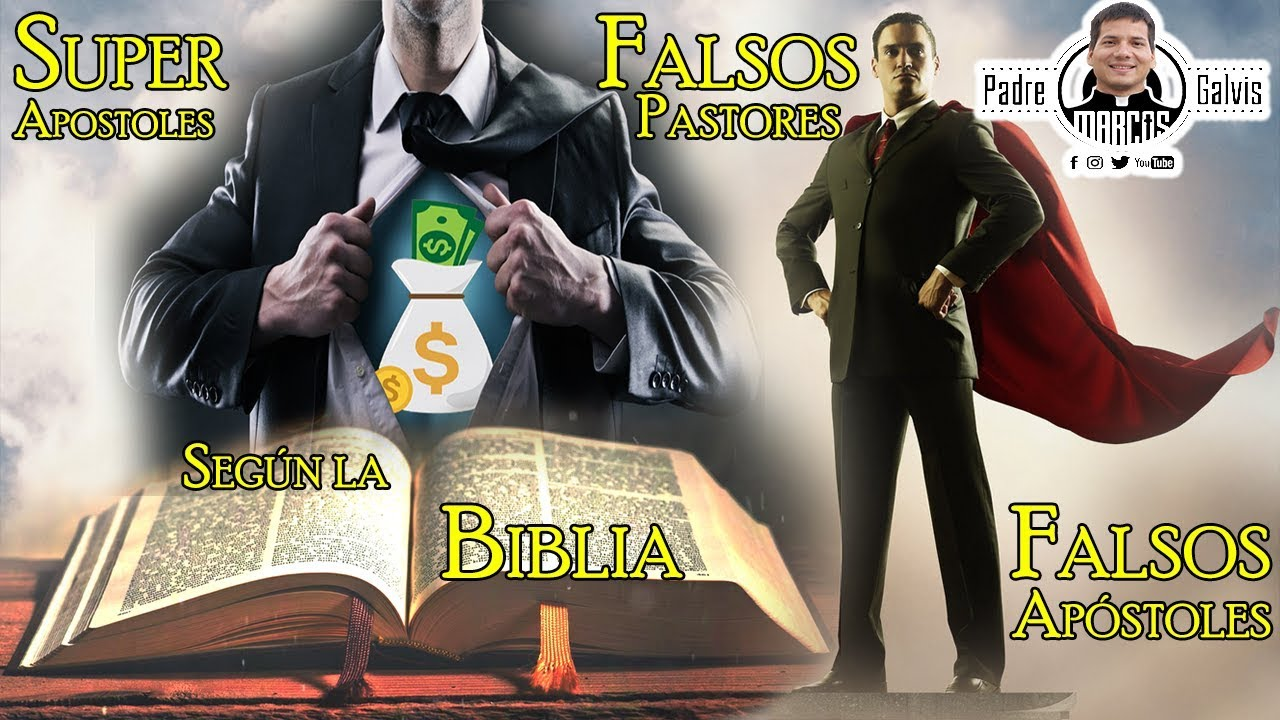 Super
Apostoles
Falsos
Pastores
Padre
Galvis
MARCOS
f YouTube
Según la
Biblia
Falsos
Apóstoles
$
$
$